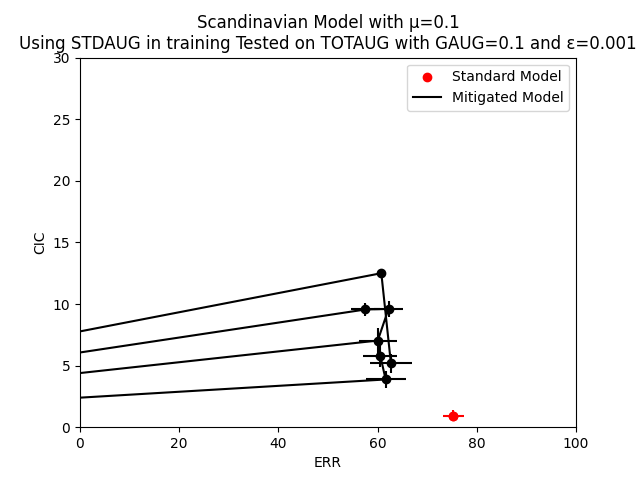 Scandinavian Model with μ=0.1
Using STDAUG in training Tested on TOTAUG with GAUG=0.1 and ε=0.001
Standard Model
Mitigated Model
30
25
20
15
10
5
0
CIC
0 20 40 60 80 100
ERR